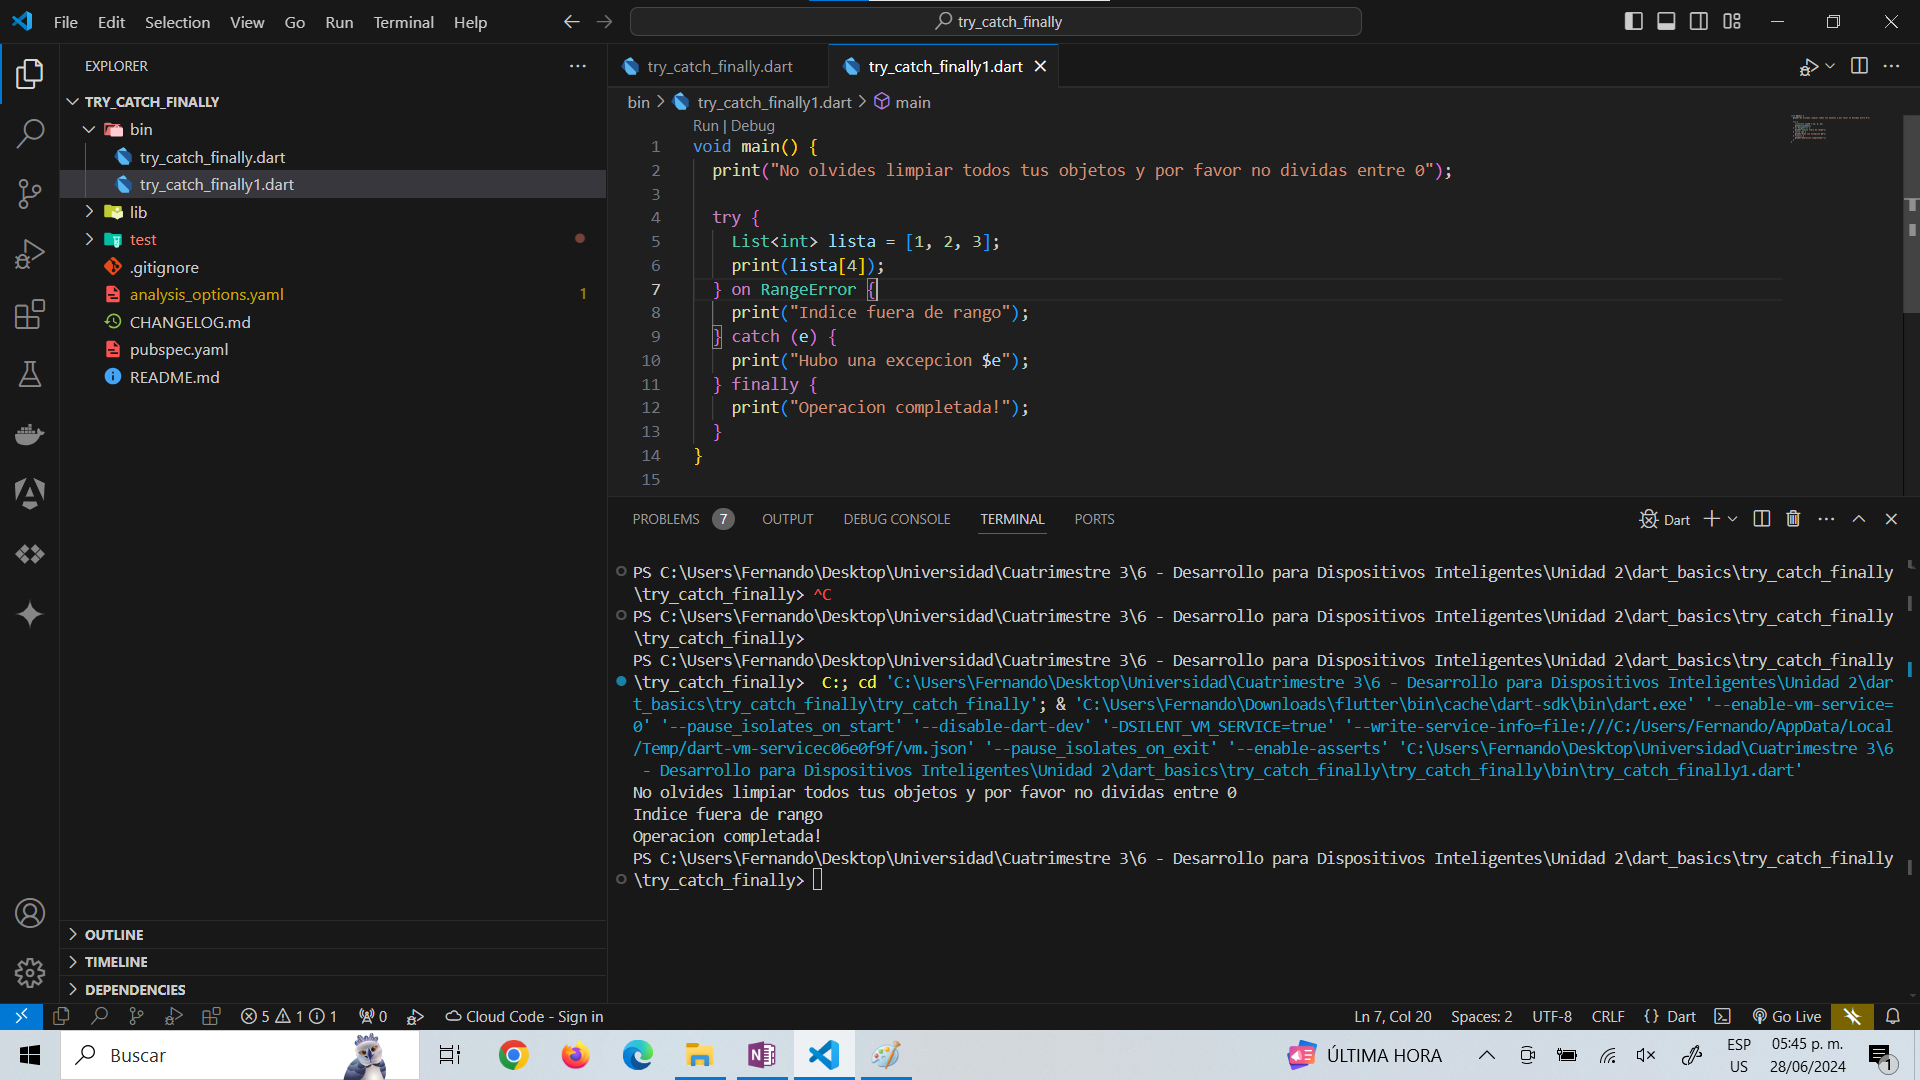 File Edit Selection View Go Run Terminal Help
try_catch_finally
EXPLORER
TRY_CATCH_FINALLY
bin
try_catch_finally.dart
try_catch_finally1.dart
lib
test
.gitignore
analysis_options.yaml 1
CHANGELOG.md
pubspec.yaml
README.md
OUTLINE
TIMELINE
DEPENDENCIES
try_catch_finally.dart
try_catch_finally1.dart
bin > try_catch_finally1.dart > main
Run | Debug
1 void main() {
2 print("No olvides limpiar todos tus objetos y por favor no dividas entre 0");
3
4 try {
5 List<int> lista = [1, 2, 3];
6 print(lista[4]);
7 } on RangeError {
8 print("Indice fuera de rango");
9 } catch (e) {
10 print("Hubo una excepcion $e");
11 } finally {
12 print("Operacion completada!");
13 }
14 }
15
PROBLEMS 7 OUTPUT DEBUG CONSOLE TERMINAL PORTS
Dart
PS C:\Users\Fernando\Desktop\Universidad\Cuatrimestre 3\6 - Desarrollo para Dispositivos Inteligentes\Unidad 2\dart_basics\try_catch_finally
\try_catch_finally> ^C
PS C:\Users\Fernando\Desktop\Universidad\Cuatrimestre 3\6 - Desarrollo para Dispositivos Inteligentes\Unidad 2\dart_basics\try_catch_finally
\try_catch_finally>
PS C:\Users\Fernando\Desktop\Universidad\Cuatrimestre 3\6 - Desarrollo para Dispositivos Inteligentes\Unidad 2\dart_basics\try_catch_finally
\try_catch_finally>  C:; cd 'C:\Users\Fernando\Desktop\Universidad\Cuatrimestre 3\6 - Desarrollo para Dispositivos Inteligentes\Unidad 2\dar
t_basics\try_catch_finally\try_catch_finally'; & 'C:\Users\Fernando\Downloads\flutter\bin\cache\dart-sdk\bin\dart.exe' '--enable-vm-service=
0' '--pause_isolates_on_start' '--disable-dart-dev' '-DSILENT_VM_SERVICE=true' '--write-service-info=file:///C:/Users/Fernando/AppData/Local
/Temp/dart-vm-servicec06e0f9f/vm.json' '--pause_isolates_on_exit' '--enable-asserts' 'C:\Users\Fernando\Desktop\Universidad\Cuatrimestre 3\6
 - Desarrollo para Dispositivos Inteligentes\Unidad 2\dart_basics\try_catch_finally\try_catch_finally\bin\try_catch_finally1.dart'
No olvides limpiar todos tus objetos y por favor no dividas entre 0
Indice fuera de rango
Operacion completada!
PS C:\Users\Fernando\Desktop\Universidad\Cuatrimestre 3\6 - Desarrollo para Dispositivos Inteligentes\Unidad 2\dart_basics\try_catch_finally
\try_catch_finally>
5 1 1 0 Cloud Code - Sign in Ln 7, Col 20 Spaces: 2 UTF-8 CRLF {} Dart Go Live
Buscar
ÚLTIMA HORA
ESP
US
05:45 p. m.
28/06/2024
1